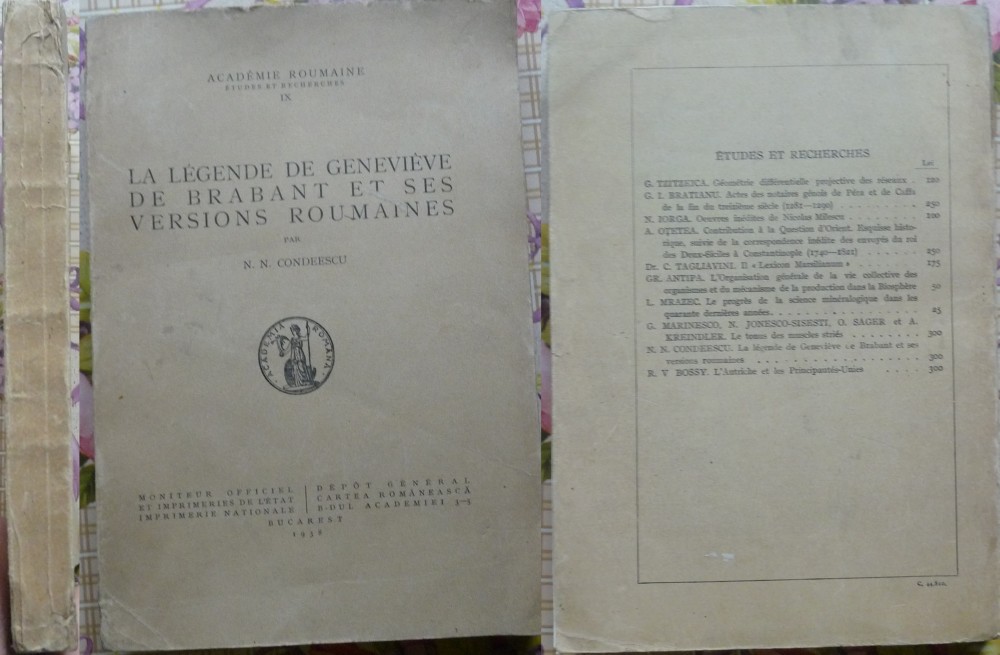 ACADÉMIE ROUMAINE
ÉTUDES ET RECHERCHES
IX
LA LÉGENDE DE GENEVIÈVE
DE BRABANT ET SES
VERSIONS ROUMAINES
PAR
N. N. CONDEESCU
ACADEMIA ROMANA
MONITEUR OFFICIEL
ET IMPRIMERIES DE L'ÉTAT
IMPRIMERIE NATIONALE
DÉPÔT GÉNÉRAL
CARTEA ROMÂNEASCĂ
B-DUL ACADEMIEI 3—5
BUCAREST
ÉTUDES ET RECHERCHES
Lei
G. TZITZEICA. Géométrie différentielle projective des réseaux . 120
G. I. BRATIANU. Actes des notaires génois de Péra et de Caffa
de la fin du treizième siècle (1281—1290) . . . . . . . 250
N. IORGA. Oeuvres inédites de Nicolas Milescu . . . . . . 100
A. OȚETEA. Contribution à la Question d'Orient. Esquisse histo-
rique, suivie de la correspondence inédite des envoyés du roi
des Deux-Siciles à Constantinople (1740—1821) . . . . . . 250
Dr. C. TAGLIAVINI. Il « Lexicon Marsilianum » . . . . . . 175
GR. ANTIPA. L'Organisation générale de la vie collective des
organismes et du mécanisme de la production dans la Biosphère 50
L. MRAZEC. Le progrès de la science minéralogique dans les
quarante dernières années. . . . . . . . . . . . . . 25
G. MARINESCO, N. JONESCO-SISESTI, O. SAGER et A.
KREINDLER. Le tonus des muscles striés . . . . . . . 300
N. N. CONDEESCU. La légende de Geneviève de Brabant et ses
versions roumaines . . . . . . . . . . . . . . . . 300
R. V BOSSY. L'Autriche et les Principautés-Unies . . . . 300